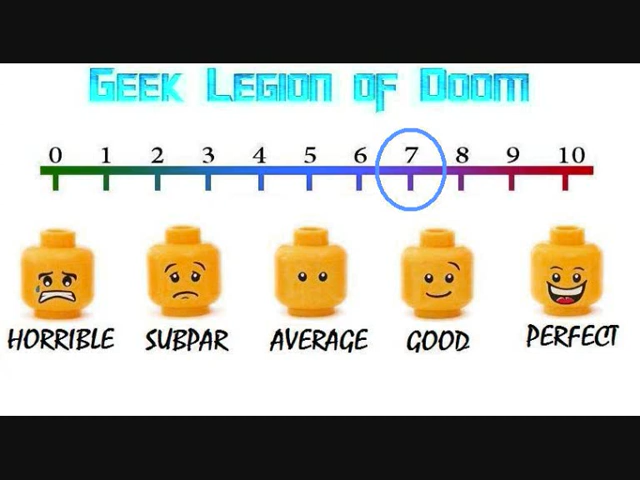 GEEK LEGION OF DOOM
0 1 2 3 4 5 6 7 8 9 10
HORRIBLE SUBPAR AVERAGE GOOD PERFECT